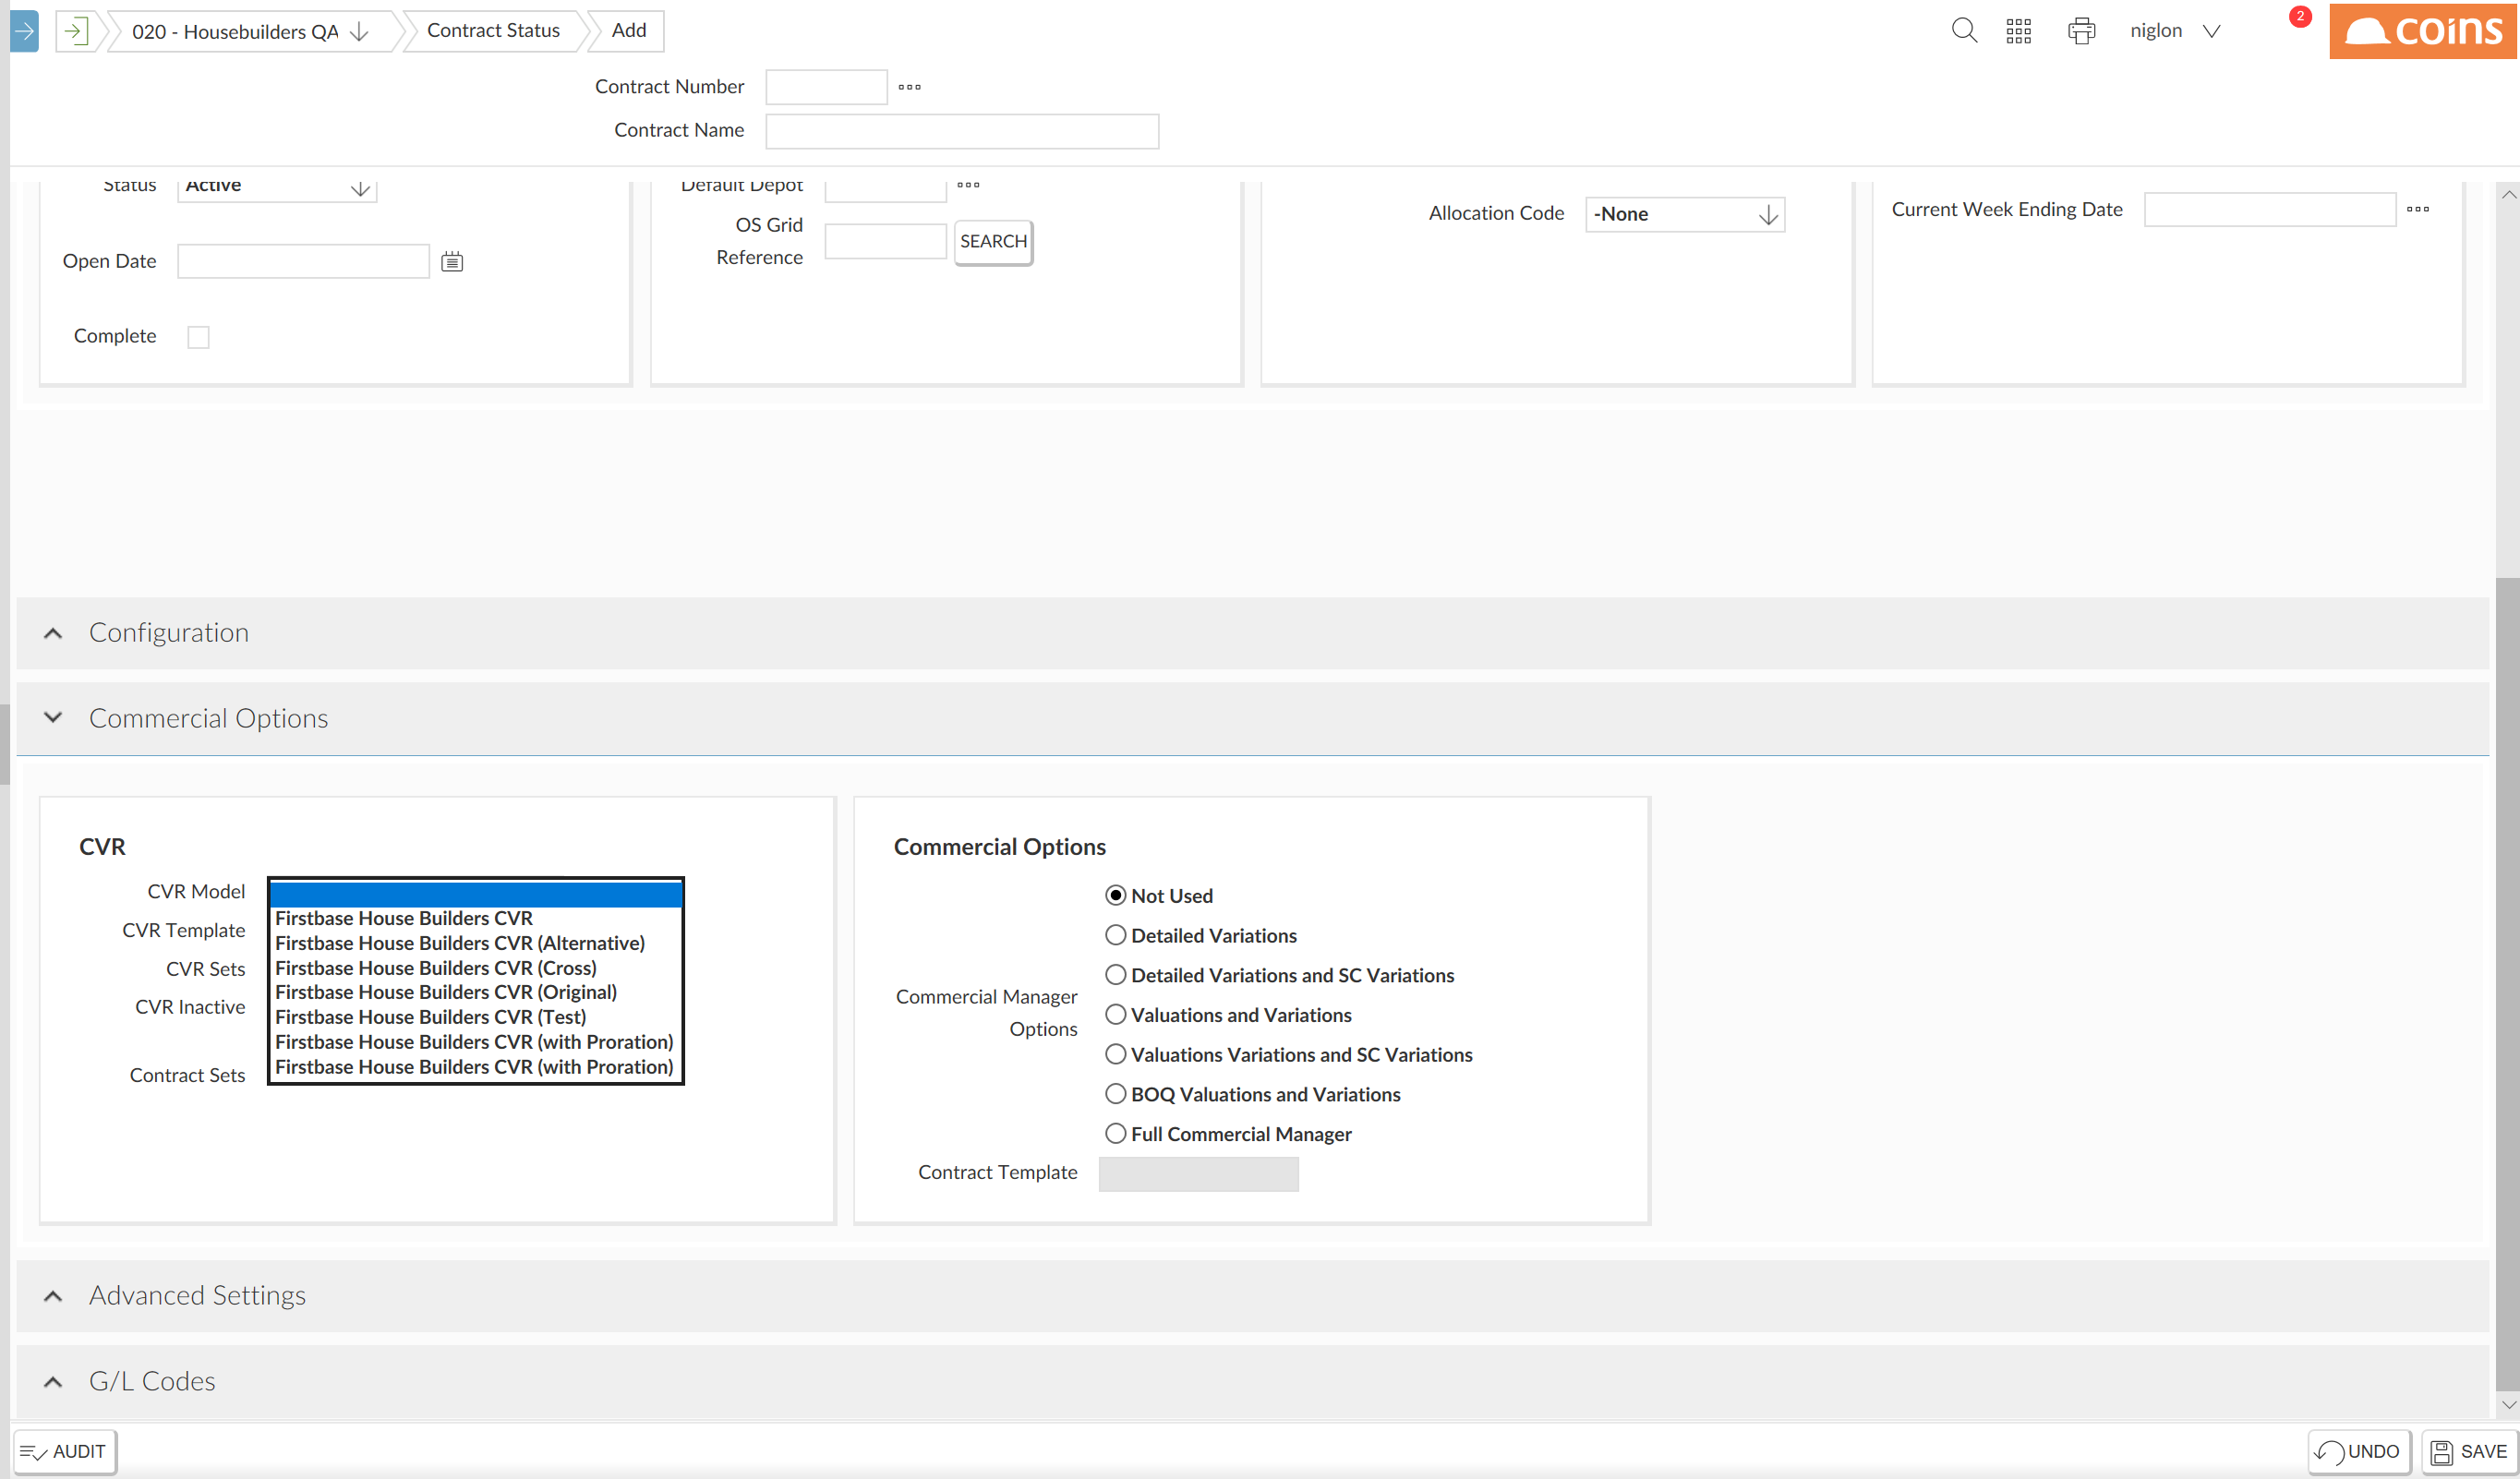 020 - Housebuilders QA
Contract Status
Add
niglon
2
coins
Contract Number
Contract Name
Status
Active
Default Depot
Allocation Code
-None
Current Week Ending Date
OS Grid
Reference
SEARCH
Open Date
Complete
Configuration
Commercial Options
CVR
CVR Model
CVR Template
CVR Sets
CVR Inactive
Contract Sets
Firstbase House Builders CVR
Firstbase House Builders CVR (Alternative)
Firstbase House Builders CVR (Cross)
Firstbase House Builders CVR (Original)
Firstbase House Builders CVR (Test)
Firstbase House Builders CVR (with Proration)
Firstbase House Builders CVR (with Proration)
Commercial Options
Commercial Manager
Options
Not Used
Detailed Variations
Detailed Variations and SC Variations
Valuations and Variations
Valuations Variations and SC Variations
BOQ Valuations and Variations
Full Commercial Manager
Contract Template
Advanced Settings
G/L Codes
AUDIT
UNDO
SAVE